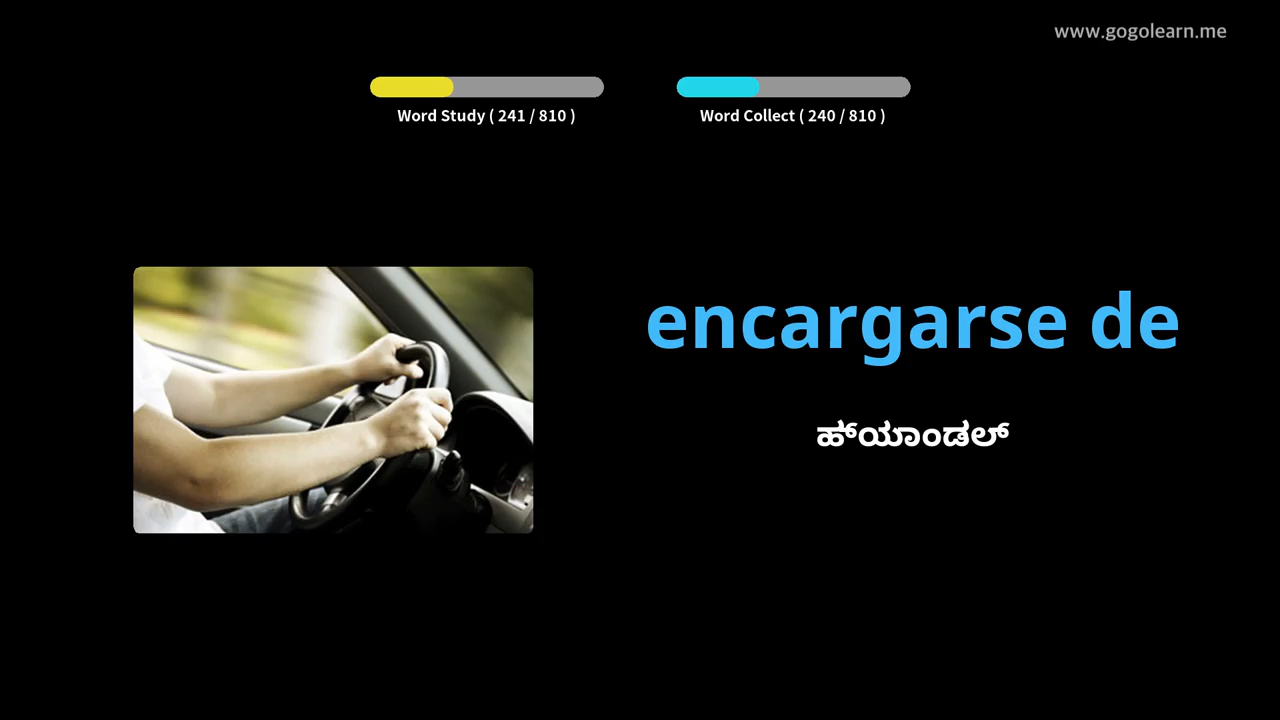 www.gogolearn.me
Word Study ( 241 / 810 )
Word Collect ( 240 / 810 )
encargarse de
ಹ್ಯಾಂಡಲ್